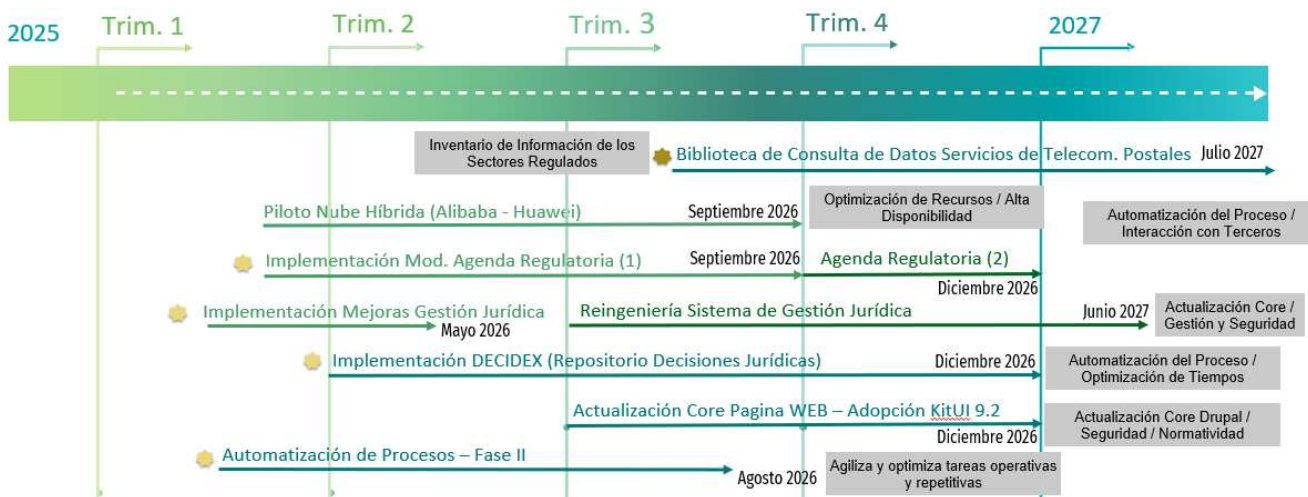 2025
Trim. 1
Trim. 2
Trim. 3
Trim. 4
2027
Inventario de Información de los
Sectores Regulados
Biblioteca de Consulta de Datos Servicios de Telecom. Postales
Julio 2027
Piloto Nube Híbrida (Alibaba - Huawei)
Septiembre 2026
Optimización de Recursos / Alta
Disponibilidad
Automatización del Proceso /
Interacción con Terceros
Implementación Mod. Agenda Regulatoria (1)
Septiembre 2026
Agenda Regulatoria (2)
Diciembre 2026
Implementación Mejoras Gestión Jurídica
Mayo 2026
Reingeniería Sistema de Gestión Jurídica
Junio 2027
Actualización Core /
Gestión y Seguridad
Implementación DECIDEX (Repositorio Decisiones Jurídicas)
Diciembre 2026
Automatización del Proceso /
Optimización de Tiempos
Actualización Core Pagina WEB – Adopción KitUI 9.2
Diciembre 2026
Actualización Core Drupal /
Seguridad / Normatividad
Automatización de Procesos – Fase II
Agosto 2026
Agiliza y optimiza tareas operativas
y repetitivas